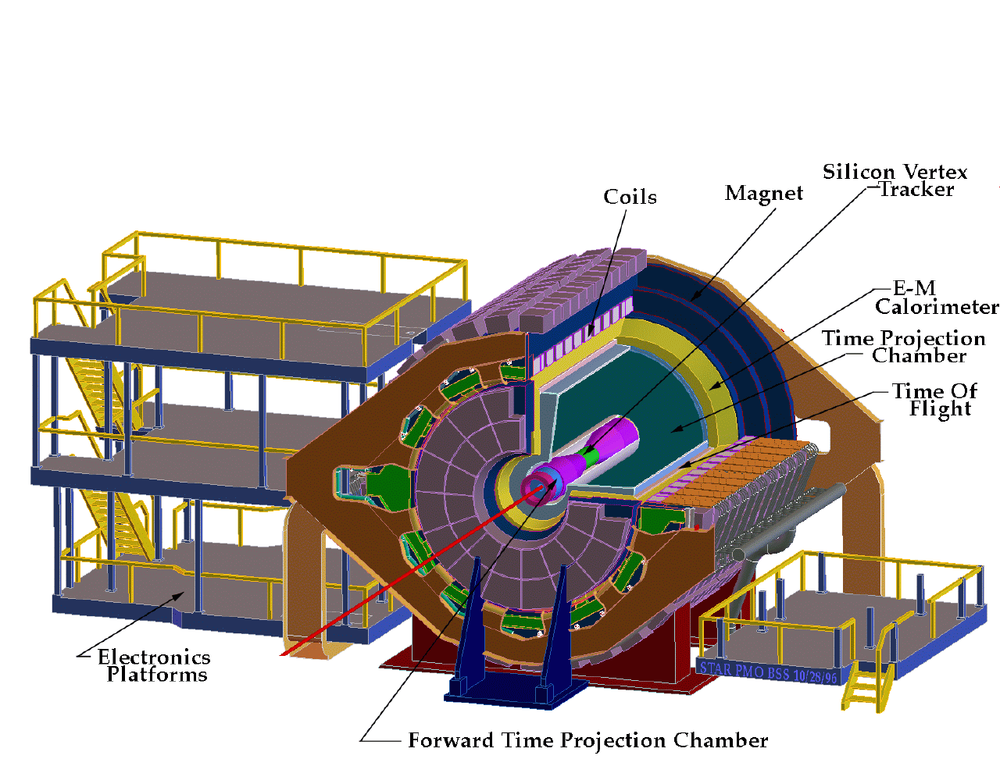 Silicon Vertex
Tracker
Coils
Magnet
E-M
Calorimeter
Time Projection
Chamber
Time Of
Flight
Electronics
Platforms
STAR PMO BSS 10/28/96
Forward Time Projection Chamber